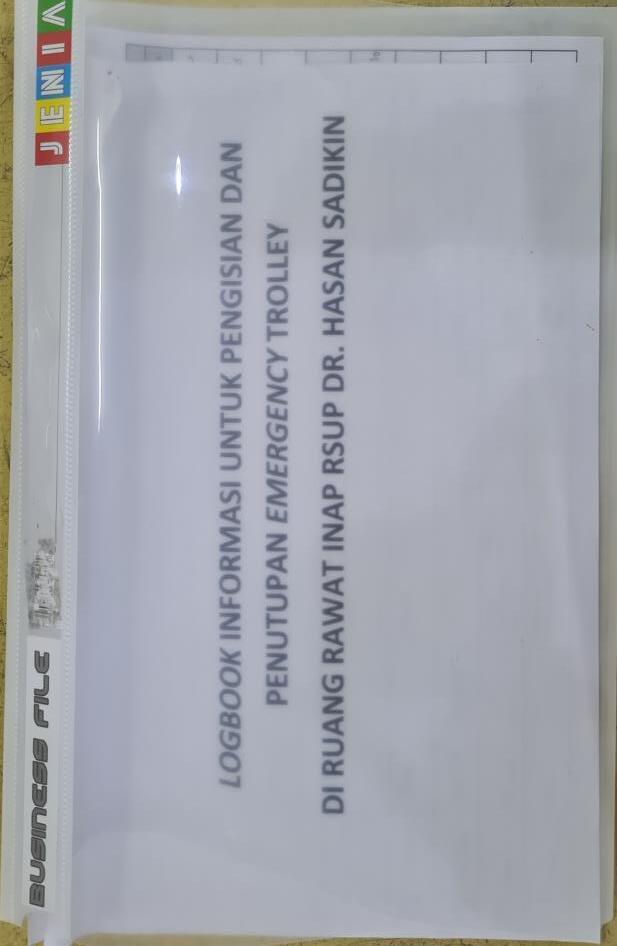 BUSINESS FILE
JENIA
LOGBOOK INFORMASI UNTUK PENGISIAN DAN
PENUTUPAN EMERGENCY TROLLEY
DI RUANG RAWAT INAP RSUP DR. HASAN SADIKIN